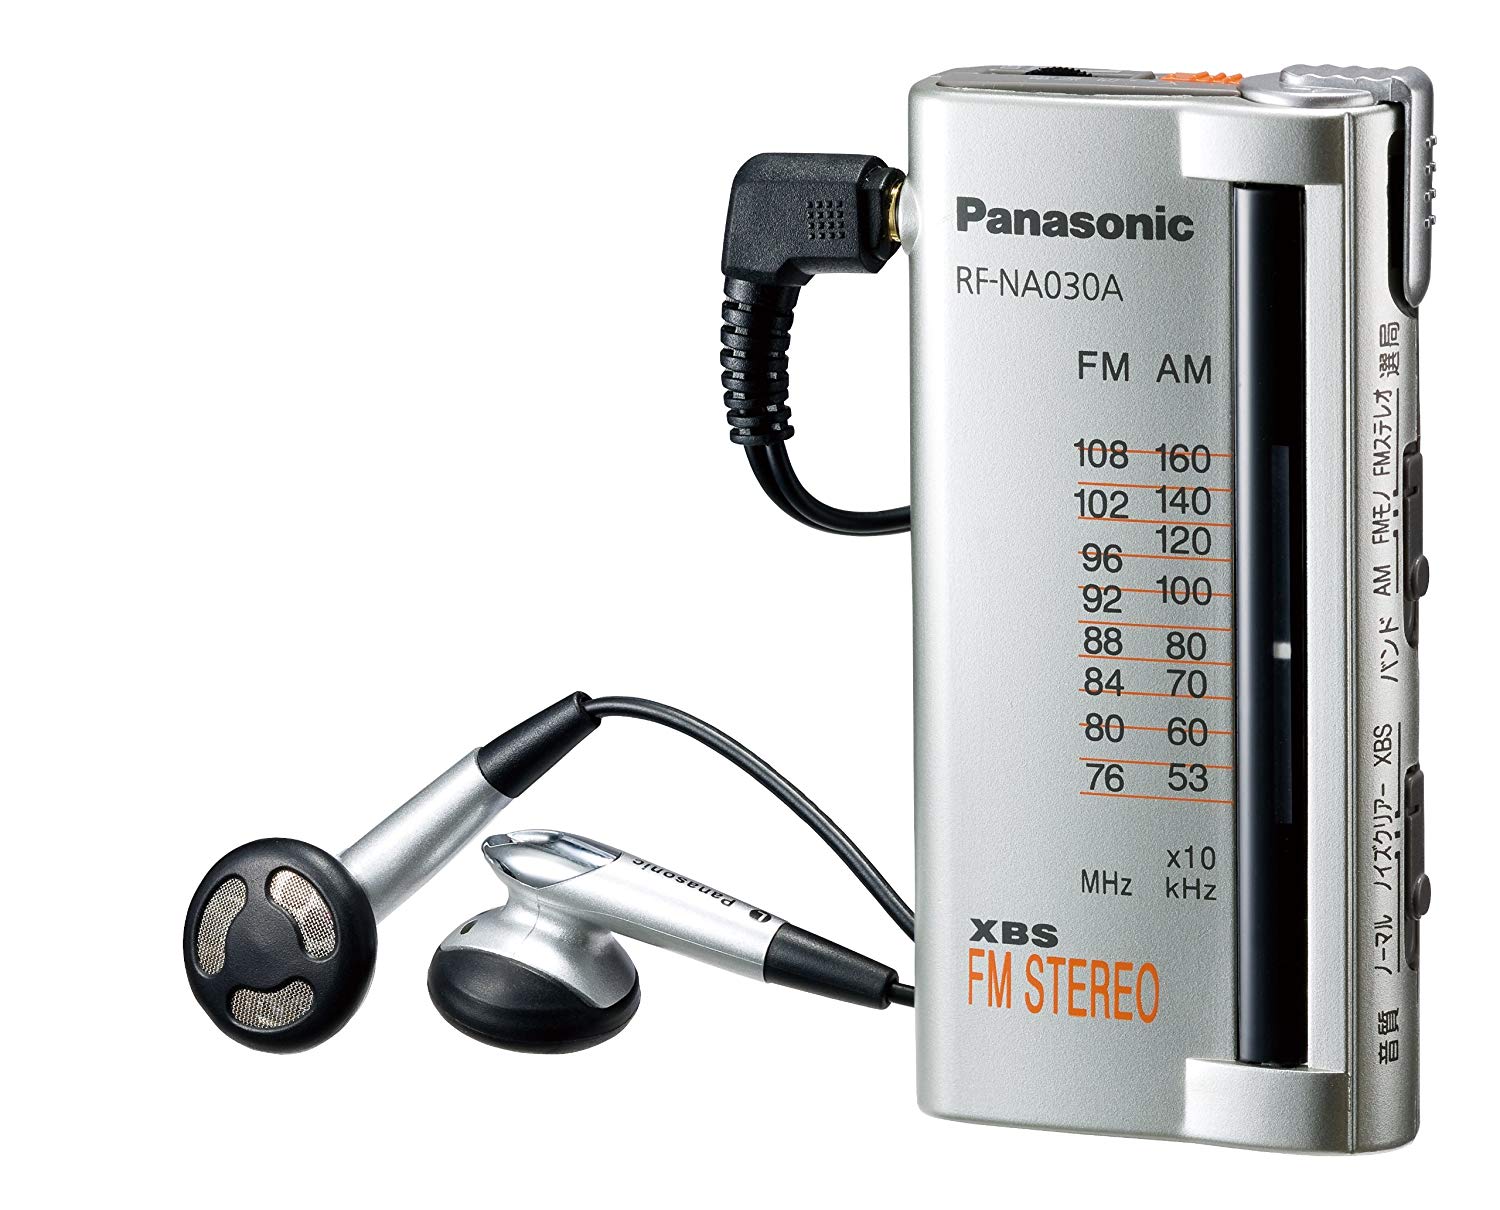 Panasonic
RF-NA030A
FM AM
108 160
102 140
120
96
100
92
88 80
84 70
80 60
76 53
MHz x10 kHz
XBS
FM STEREO
選局
バンド AM FMモノ FMステレオ
音質 ノーマル ノイズクリアー XBS
L Panasonic